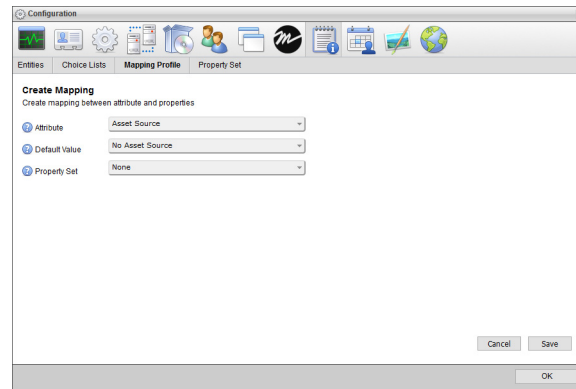 Configuration
Entities Choice Lists Mapping Profile Property Set
Create Mapping
Create mapping between attribute and properties
Attribute Asset Source
Default Value No Asset Source
Property Set None
Cancel Save
OK